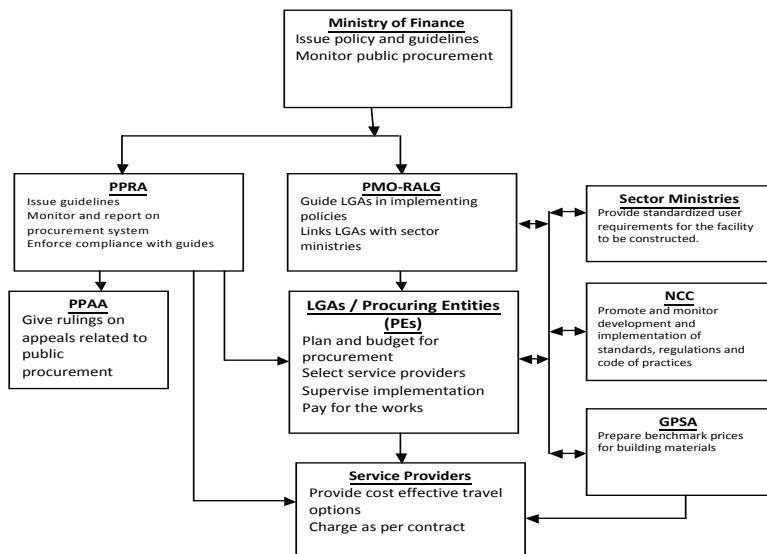 Ministry of Finance
Issue policy and guidelines
Monitor public procurement
PPRA
Issue guidelines
Monitor and report on
procurement system
Enforce compliance with guides
PMO-RALG
Guide LGAs in implementing
policies
Links LGAs with sector
ministries
Sector Ministries
Provide standardized user
requirements for the facility
to be constructed.
PPAA
Give rulings on
appeals related to
public
procurement
LGAs / Procuring Entities
(PEs)
Plan and budget for
procurement
Select service providers
Supervise implementation
Pay for the works
NCC
Promote and monitor
development and
implementation of
standards, regulations and
code of practices
GPSA
Prepare benchmark prices
for building materials
Service Providers
Provide cost effective travel
options
Charge as per contract